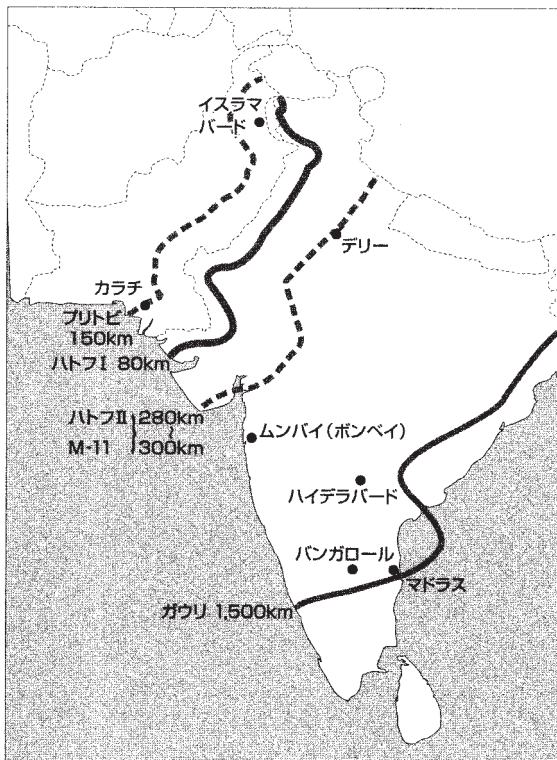 イスラマ
バード
デリー
カラチ
プリトビ
150km
ハトフI 80km
ハトフII 280km
M-11 300km
ムンバイ(ボンベイ)
ハイデラバード
バンガロール
マドラス
ガウリ 1,500km